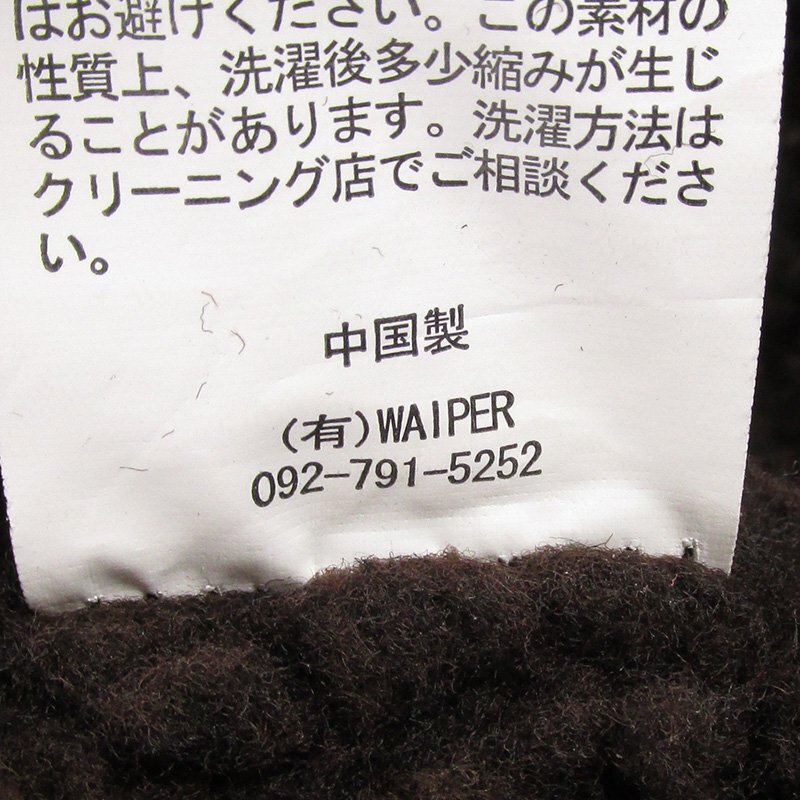 はお避けください。この素材の
性質上、洗濯後多少縮みが生じ
ることがあります。洗濯方法は
クリーニング店でご相談くださ
い。
中国製
(有)WAIPER
092-791-5252